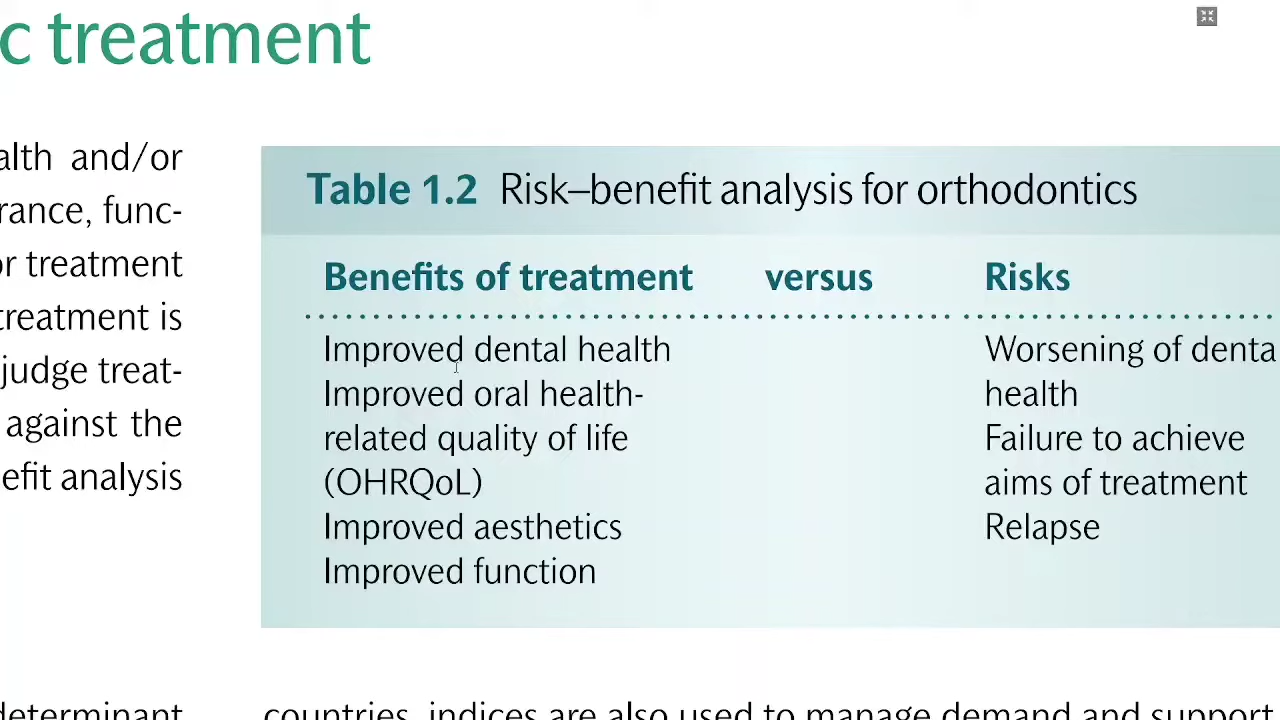 c treatment
alth and/or
rance, func-
or treatment
treatment is
judge treat-
against the
efit analysis
Table 1.2 Risk–benefit analysis for orthodontics
Benefits of treatment versus Risks
Improved dental health
Improved oral health-
related quality of life
(OHRQoL)
Improved aesthetics
Improved function
Worsening of denta
health
Failure to achieve
aims of treatment
Relapse
determinant
countries, indices are also used to manage demand and support